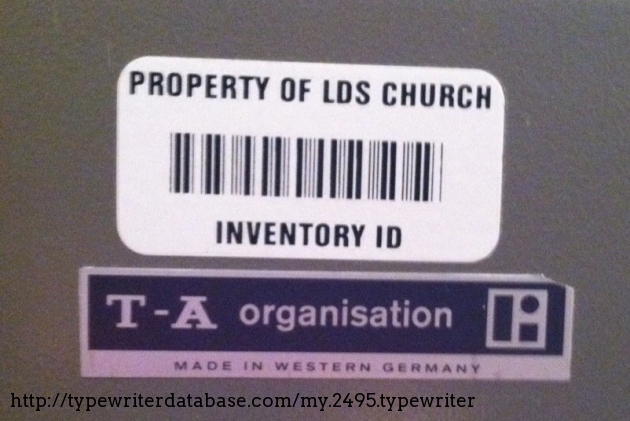 PROPERTY OF LDS CHURCH
INVENTORY ID
T-A organisation
MADE IN WESTERN GERMANY
http://typewriterdatabase.com/my.2495.typewriter